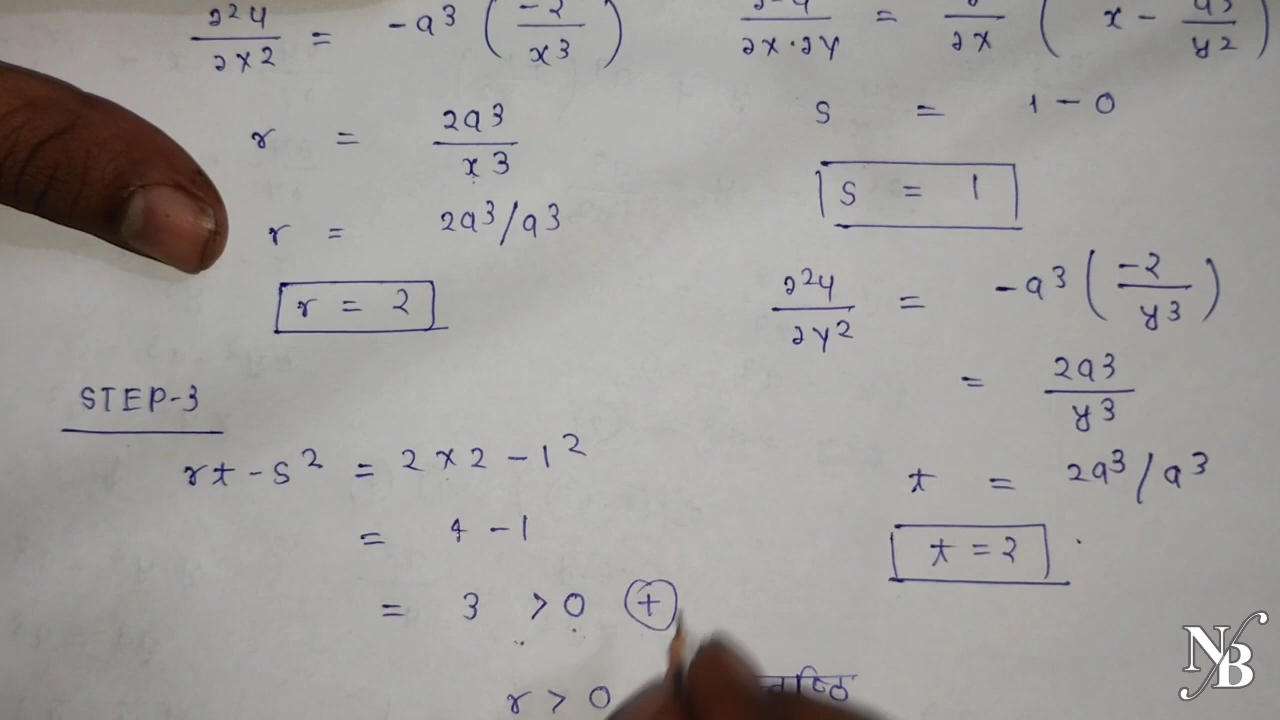 ∂²u/∂x² = -a³ (-2/x³)
r = 2a³/x³
r = 2a³/a³
r = 2
STEP-3
rt - s² = 2 × 2 - 1²
= 4 - 1
= 3 > 0 (+)
r > 0
∂x·∂y = ∂x ( x - a³/y² )
s = 1 - 0
s = 1
∂²u/∂y² = -a³ (-2/y³)
= 2a³/y³
t = 2a³/a³
t = 2
NB